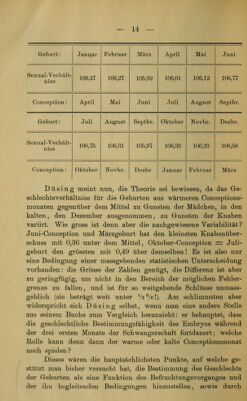 — 14 —
Geburt: Januar Februar März April Mai Juni
Sexual-Verhält-
niss 106,27 106,27 105,92 106,01 106,12 106,77
Conception: April Mai Juni Juli August Septbr.
Geburt: Juli August Septbr. Oktober Novbr. Dezbr.
Sexual-Verhält-
niss 106,75 106,31 105,97 106,33 106,23 106,58
Conception: Oktober Novbr. Dezbr. Januar Februar März
Düsing meint nun, die Theorie sei bewiesen, da das Ge-
schlechtsverhältniss für die Geburten aus wärmeren Conceptions-
monaten gegenüber dem Mittel zu Gunsten der Mädchen, in den
kalten, den Dezember ausgenommen, zu Gunsten der Knaben
variirt. Wie gross ist denn aber die nachgewiesene Variabilität?
Juni-Conception und Märzgeburt hat den kleinsten Knabenüber-
schuss mit 0,36 unter dem Mittel, Oktober-Conception = Juli-
geburt den grössten mit 0,49 über demselben! Es ist also nur
eine Bedingung einer massgebenden statistischen Unterscheidung
vorhanden: die Grösse der Zahlen genügt, die Differenz ist aber
zu geringfügig, um nicht in den Bereich der möglichen Fehler-
grenze zu fallen, und ist für so weitgehende Schlüsse unmass-
geblich (sie beträgt weit unter ¹/₂ %!). Am schlimmsten aber
widerspricht sich Düsing selbst, wenn man eine andere Stelle
aus seinem Buche zum Vergleich heranzieht: er behauptet, dass
die geschlechtliche Bestimmungsfähigkeit des Embryos während
der drei ersten Monate der Schwangerschaft fortdauert; welche
Rolle kann denn dann der warme oder kalte Conceptionsmonat
noch spielen?
Dieses wären die hauptsächlichsten Punkte, auf welche ge-
stützt man bisher versucht hat, die Bestimmung des Geschlechts
der Geburten als eine Funktion des Befruchtungsvorganges und
der ihn begleitenden Bedingungen hinzustellen, sowie durch